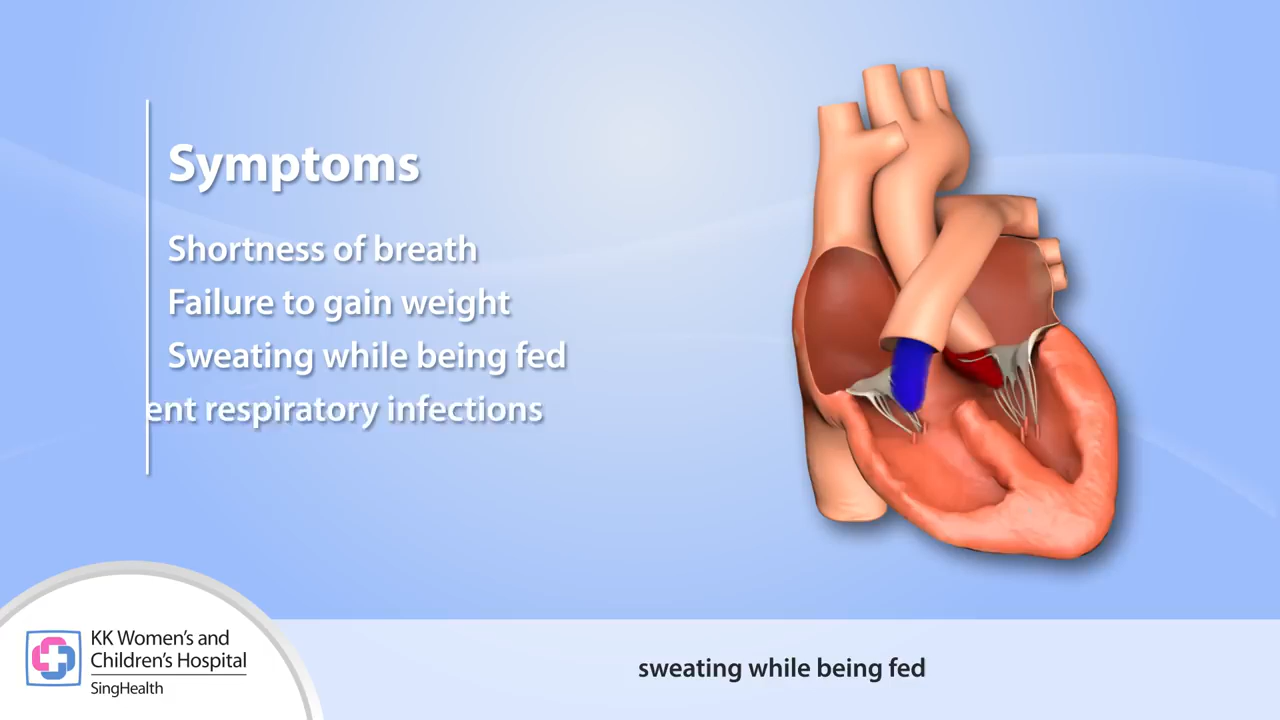 Symptoms
Shortness of breath
Failure to gain weight
Sweating while being fed
ent respiratory infections
KK Women's and
Children's Hospital
SingHealth
sweating while being fed